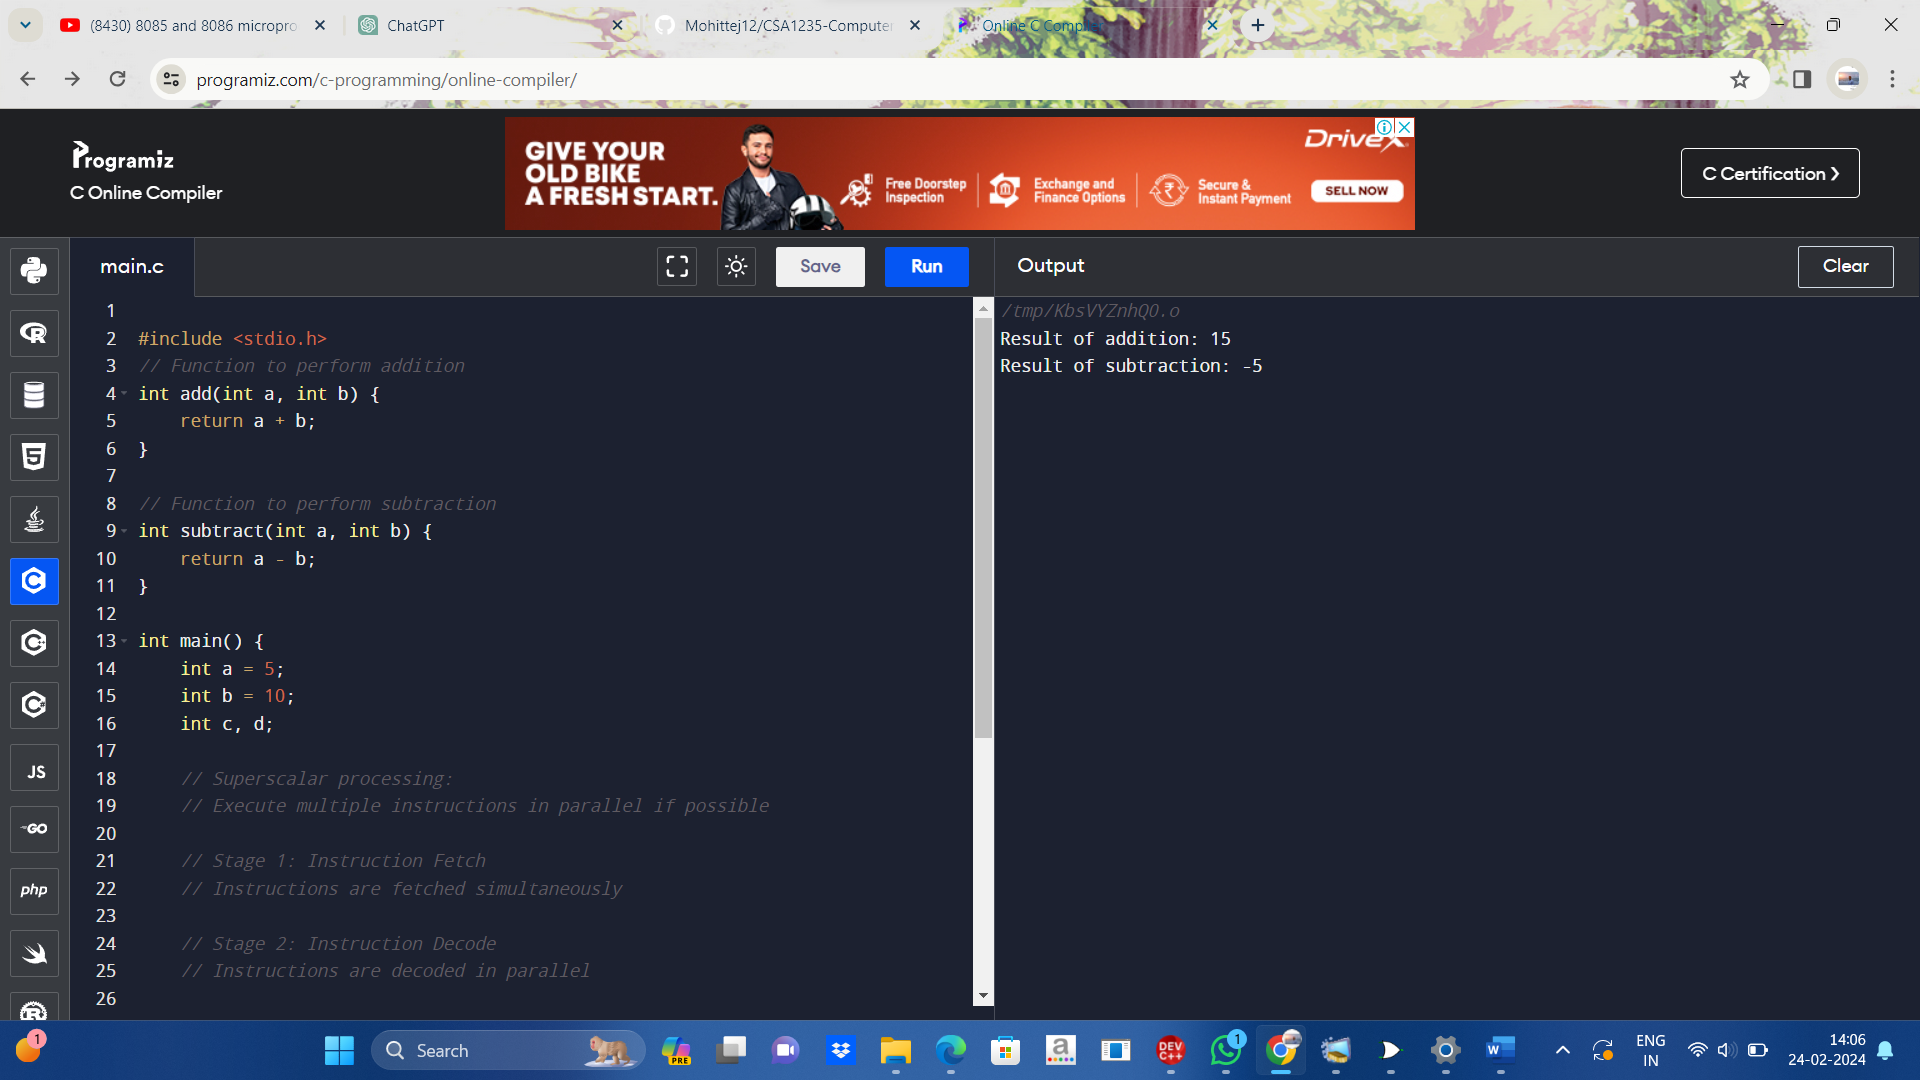 (8430) 8085 and 8086 micropro
ChatGPT
Mohittej12/CSA1235-Computer
Online C Compiler
programiz.com/c-programming/online-compiler/
Programiz
C Online Compiler
GIVE YOUR
OLD BIKE
A FRESH START.
Free Doorstep
Inspection
Exchange and
Finance Options
Secure &
Instant Payment
DriveX
SELL NOW
C Certification
main.c
Save
Run
Output
Clear
1
2 #include <stdio.h>
3 // Function to perform addition
4 int add(int a, int b) {
5     return a + b;
6 }
7
8 // Function to perform subtraction
9 int subtract(int a, int b) {
10     return a - b;
11 }
12
13 int main() {
14     int a = 5;
15     int b = 10;
16     int c, d;
17
18     // Superscalar processing:
19     // Execute multiple instructions in parallel if possible
20
21     // Stage 1: Instruction Fetch
22     // Instructions are fetched simultaneously
23
24     // Stage 2: Instruction Decode
25     // Instructions are decoded in parallel
26
/tmp/KbsVYZnhQO.o
Result of addition: 15
Result of subtraction: -5
JS
GO
php
1
Search
PRE
DEV
C++
1
ENG
IN
14:06
24-02-2024